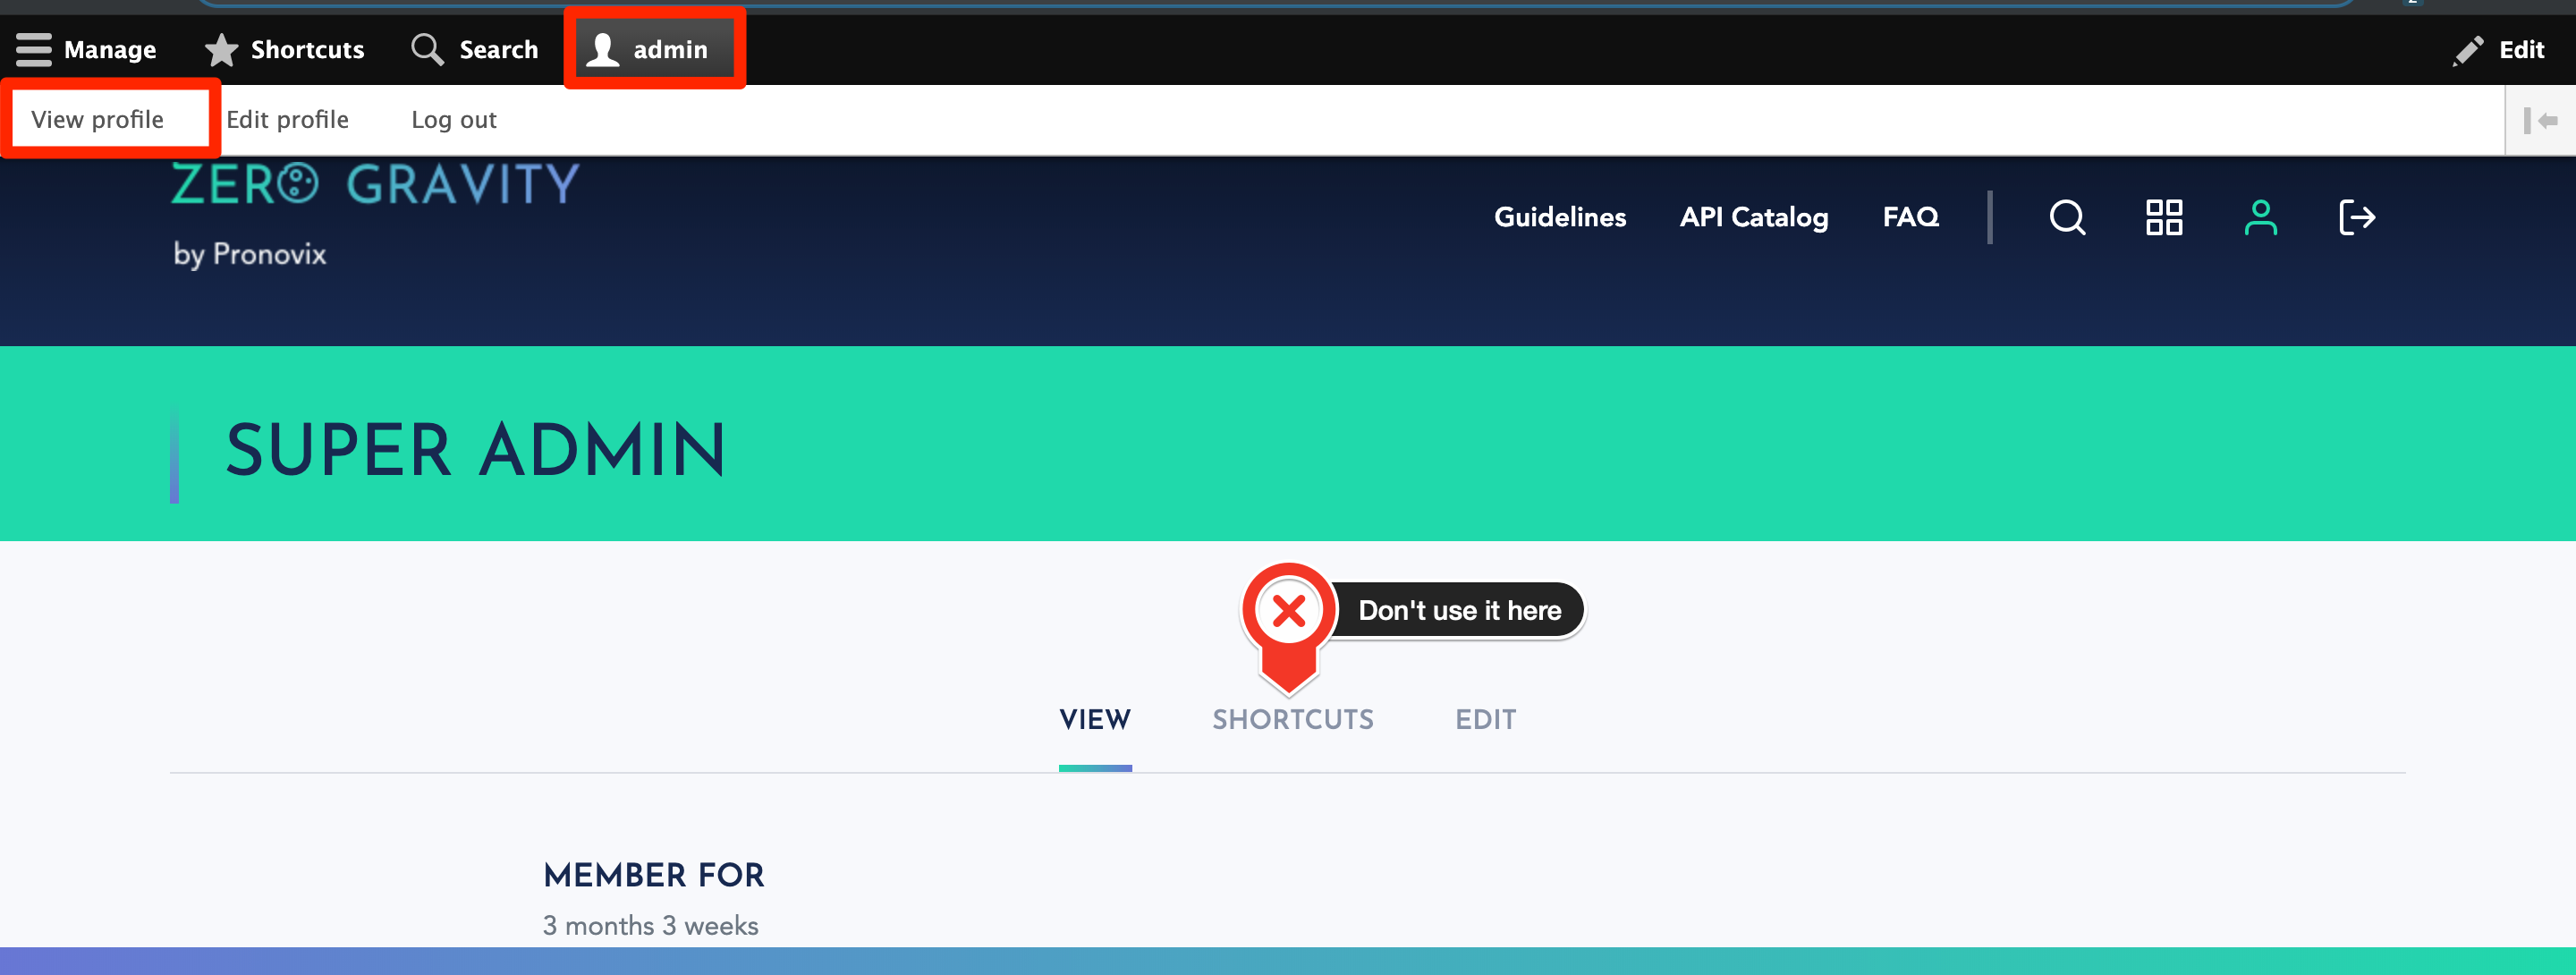 Manage Shortcuts Search admin Edit
View profile Edit profile Log out
ZERO GRAVITY
by Pronovix
Guidelines API Catalog FAQ
SUPER ADMIN
Don't use it here
VIEW SHORTCUTS EDIT
MEMBER FOR
3 months 3 weeks